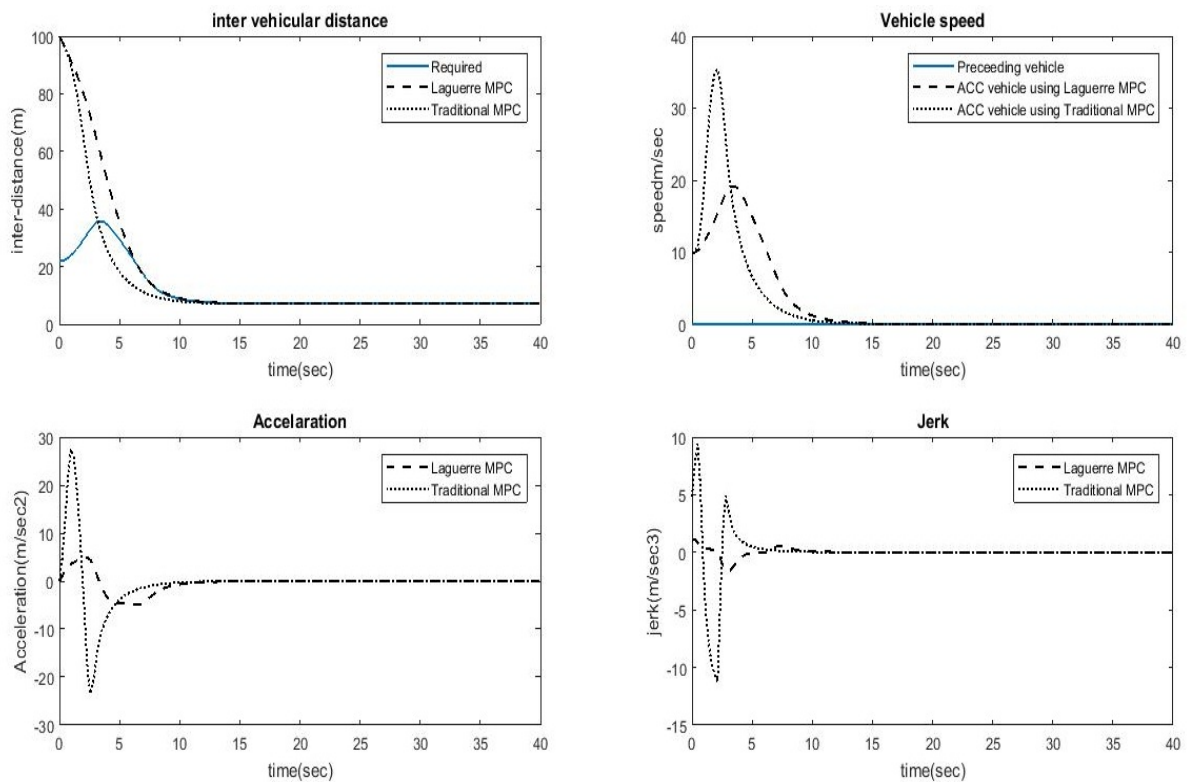 inter vehicular distance
100
80
60
40
20
0
inter-distance(m)
Required
Laguerre MPC
Traditional MPC
0 5 10 15 20 25 30 35 40
time(sec)
Vehicle speed
40
30
20
10
0
speedm/sec
Preceeding vehicle
ACC vehicle using Laguerre MPC
ACC vehicle using Traditional MPC
0 5 10 15 20 25 30 35 40
time(sec)
Accelaration
30
20
10
0
-10
-20
-30
Acceleration(m/sec2)
Laguerre MPC
Traditional MPC
0 5 10 15 20 25 30 35 40
time(sec)
Jerk
10
5
0
-5
-10
-15
jerk(m/sec3)
Laguerre MPC
Traditional MPC
0 5 10 15 20 25 30 35 40
time(sec)